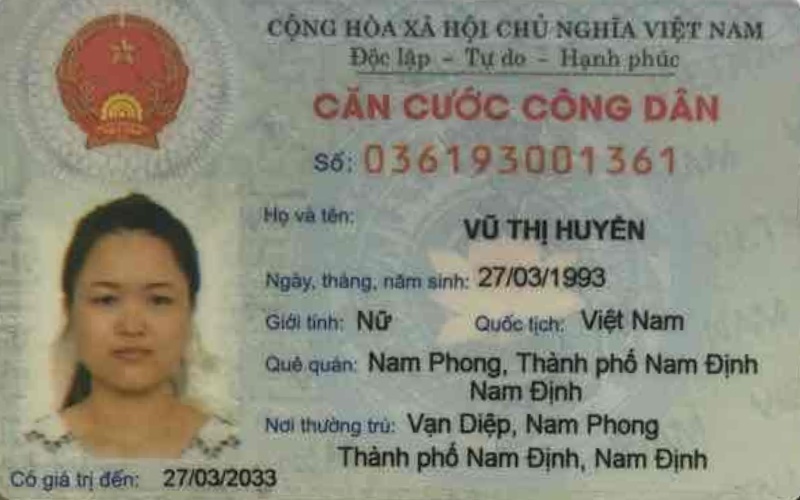 CỘNG HÒA XÃ HỘI CHỦ NGHĨA VIỆT NAM
Độc lập - Tự do - Hạnh phúc
CĂN CƯỚC CÔNG DÂN
Số: 036193001361
Họ và tên: VŨ THỊ HUYÊN
Ngày, tháng, năm sinh: 27/03/1993
Giới tính: Nữ Quốc tịch: Việt Nam
Quê quán: Nam Phong, Thành phố Nam Định
Nam Định
Nơi thường trú: Vạn Diệp, Nam Phong
Thành phố Nam Định, Nam Định
Có giá trị đến: 27/03/2033